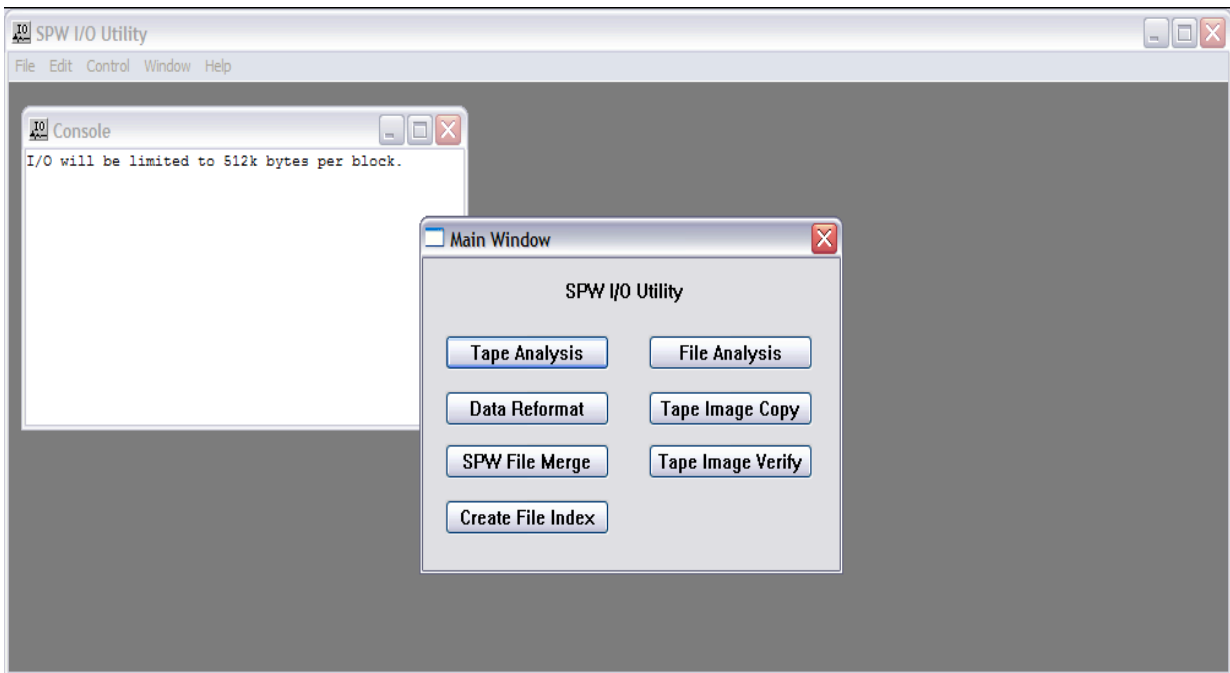 SPW I/O Utility
File Edit Control Window Help
Console
I/O will be limited to 512k bytes per block.
Main Window
SPW I/O Utility
Tape Analysis File Analysis
Data Reformat Tape Image Copy
SPW File Merge Tape Image Verify
Create File Index